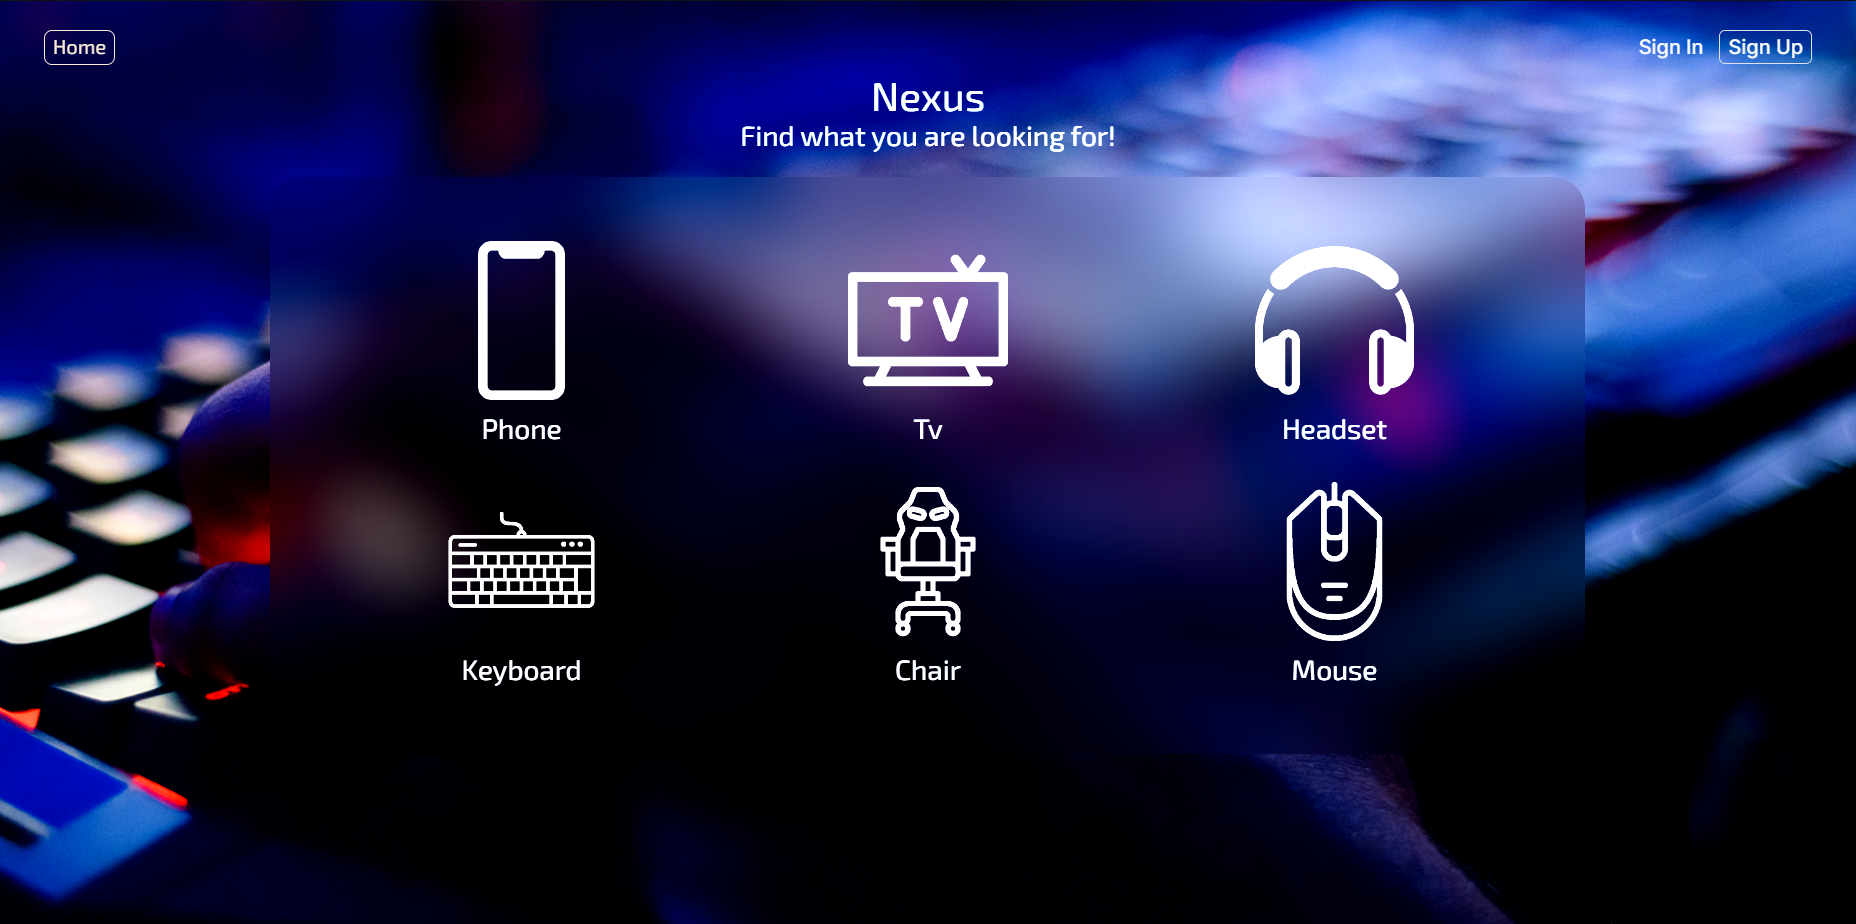 Home
Sign In
Sign Up
Nexus
Find what you are looking for!
TV
Phone
Tv
Headset
Keyboard
Chair
Mouse